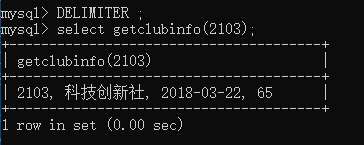 mysql> DELIMITER ;
mysql> select getclubinfo(2103);
+-----------------------------------+
| getclubinfo(2103)                 |
+-----------------------------------+
| 2103, 科技创新社, 2018-03-22, 65 |
+-----------------------------------+
1 row in set (0.00 sec)